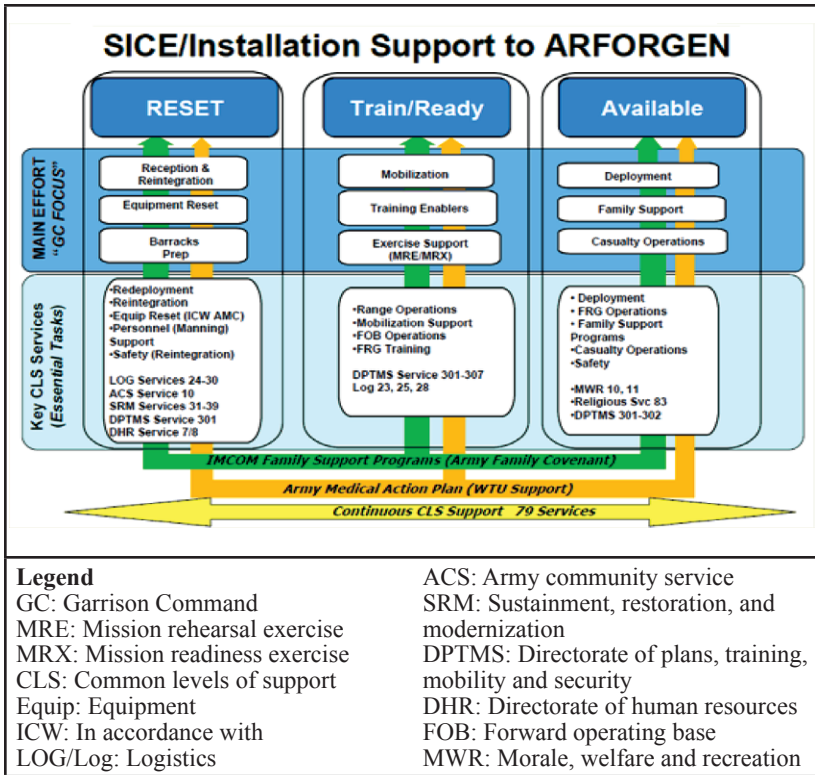 SICE/Installation Support to ARFORGEN
RESET
Train/Ready
Available
MAIN EFFORT
"GC FOCUS"
Reception &
Reintegration
Equipment Reset
Barracks
Prep
Mobilization
Training Enablers
Exercise Support
(MRE/MRX)
Deployment
Family Support
Casualty Operations
Key CLS Services
(Essential Tasks)
•Redeployment
•Reintegration
•Equip Reset (ICW AMC)
•Personnel (Manning)
Support
•Safety (Reintegration)
LOG Services 24-30
ACS Service 10
SRM Services 31-39
DPTMS Service 301
DHR Service 7/8
•Range Operations
•Mobilization Support
•FOB Operations
•FRG Training
DPTMS Service 301-307
Log 23, 25, 28
• Deployment
• FRG Operations
• Family Support
Programs
•Casualty Operations
•Safety
•MWR 10, 11
•Religious Svc 83
•DPTMS 301-302
IMCOM Family Support Programs (Army Family Covenant)
Army Medical Action Plan (WTU Support)
Continuous CLS Support 79 Services
Legend
GC: Garrison Command
MRE: Mission rehearsal exercise
MRX: Mission readiness exercise
CLS: Common levels of support
Equip: Equipment
ICW: In accordance with
LOG/Log: Logistics
ACS: Army community service
SRM: Sustainment, restoration, and
modernization
DPTMS: Directorate of plans, training,
mobility and security
DHR: Directorate of human resources
FOB: Forward operating base
MWR: Morale, welfare and recreation